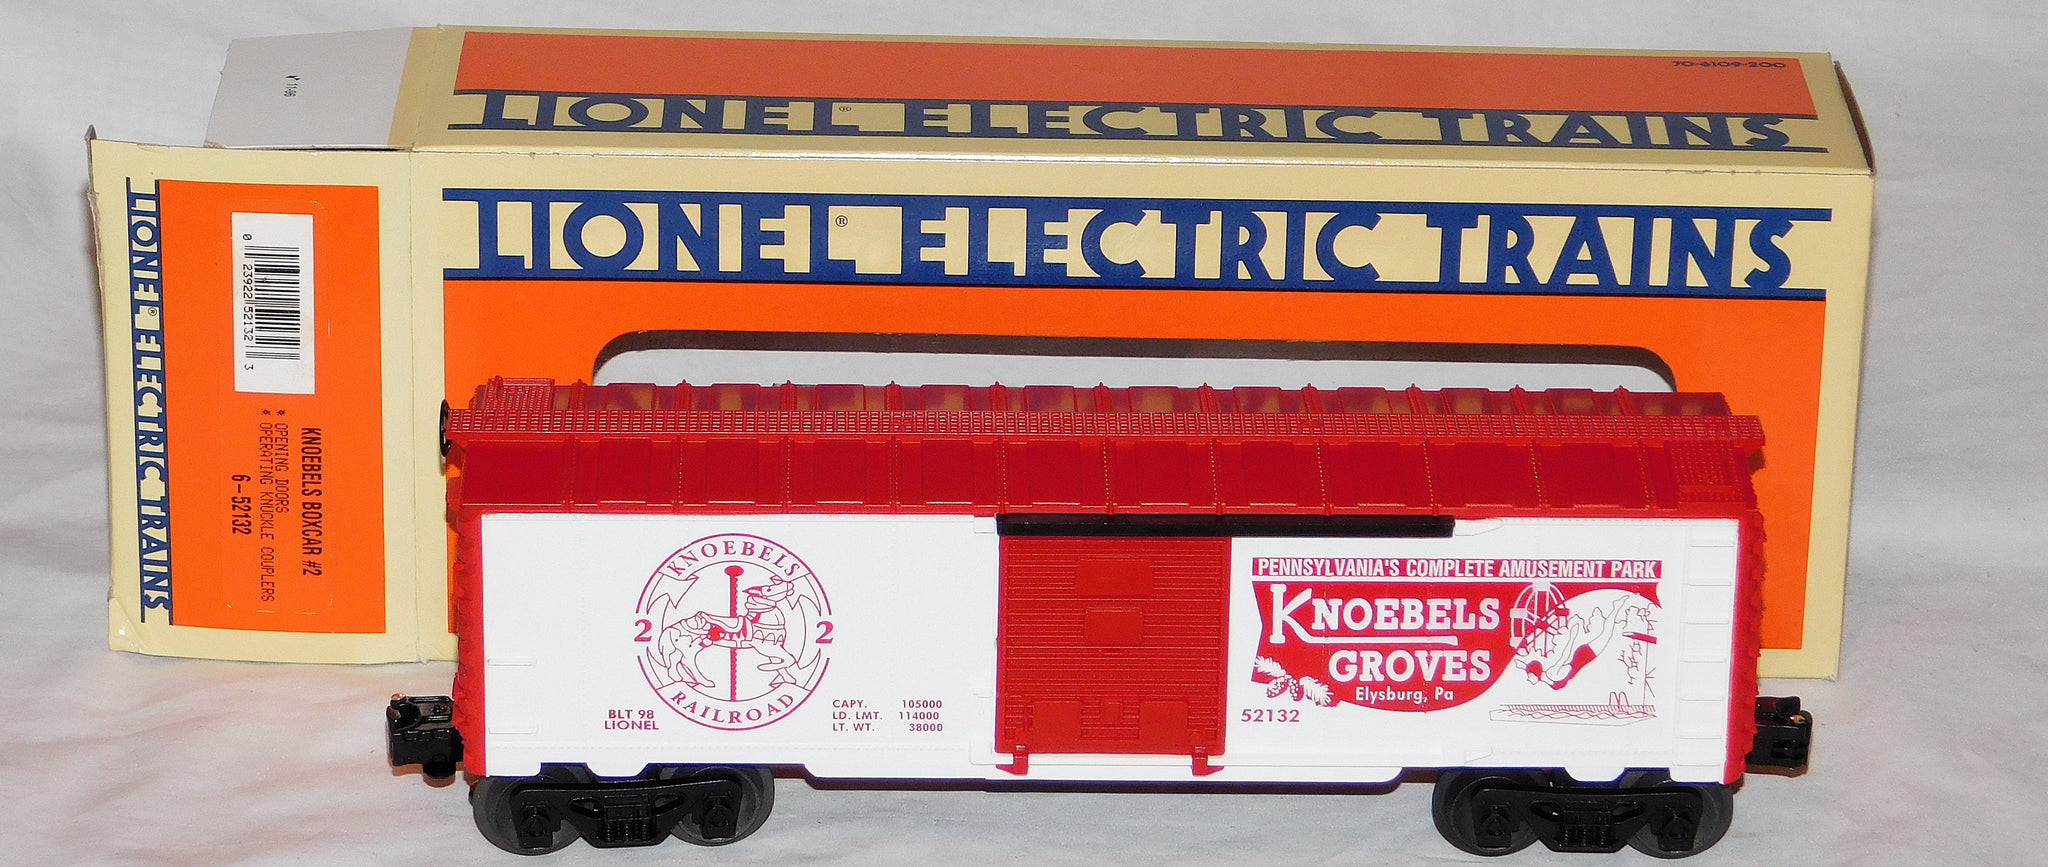 70-6109-200
LIONEL® ELECTRIC TRAINS
LIONEL® ELECTRIC TRAINS
11-98
LIONEL® ELECTRIC TRAINS
0 23922 52132 3
KNOEBELS BOXCAR #2
* OPENING DOORS
* OPERATING KNUCKLE COUPLERS
6-52132
KNOEBELS
2 2
RAILROAD
BLT 98
LIONEL
CAPY. 105000
LD. LMT. 114000
LT. WT. 38000
PENNSYLVANIA'S COMPLETE AMUSEMENT PARK
KNOEBELS
GROVES
Elysburg, Pa
52132